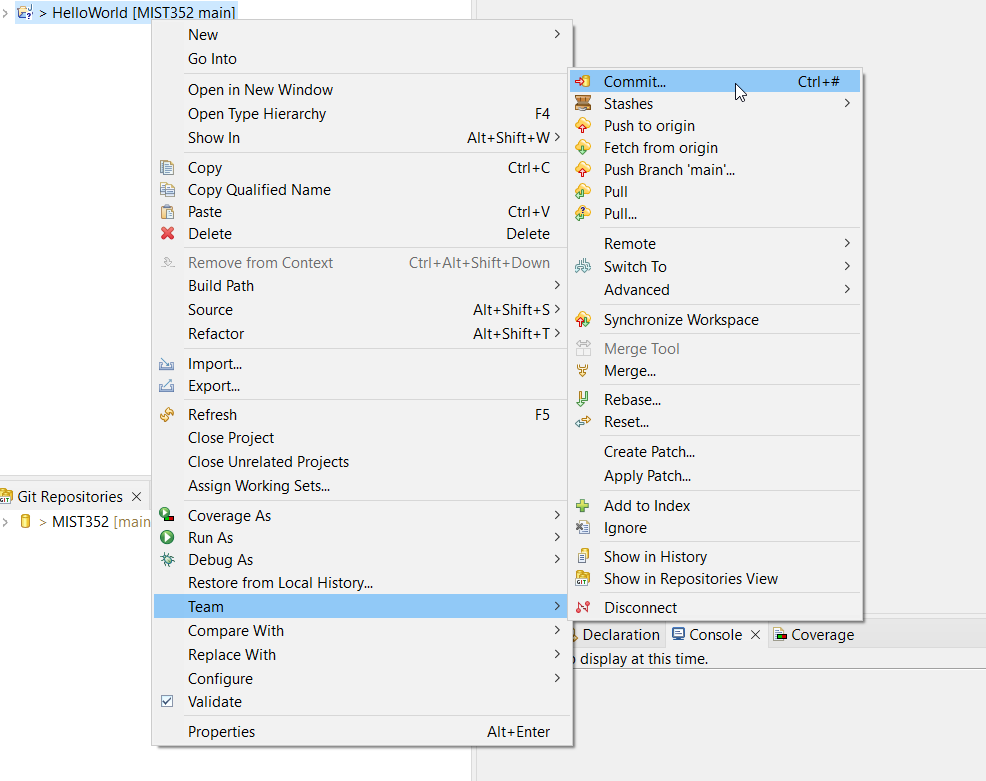 > HelloWorld [MIST352 main]
New
Go Into
Open in New Window
Open Type Hierarchy F4
Show In Alt+Shift+W
Copy Ctrl+C
Copy Qualified Name
Paste Ctrl+V
Delete Delete
Remove from Context Ctrl+Alt+Shift+Down
Build Path
Source Alt+Shift+S
Refactor Alt+Shift+T
Import...
Export...
Refresh F5
Close Project
Close Unrelated Projects
Assign Working Sets...
Coverage As
Run As
Debug As
Restore from Local History...
Team
Compare With
Replace With
Configure
Validate
Properties Alt+Enter
Commit... Ctrl+#
Stashes
Push to origin
Fetch from origin
Push Branch 'main'...
Pull
Pull...
Remote
Switch To
Advanced
Synchronize Workspace
Merge Tool
Merge...
Rebase...
Reset...
Create Patch...
Apply Patch...
Add to Index
Ignore
Show in History
Show in Repositories View
Disconnect
Git Repositories
> MIST352 [main
Declaration Console Coverage
display at this time.